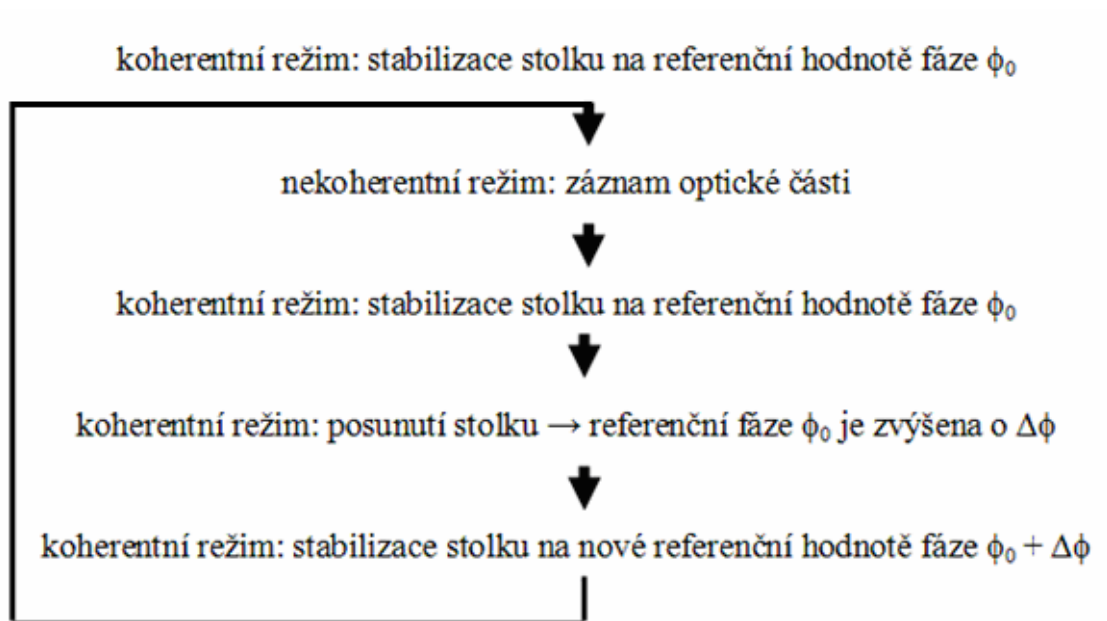 koherentní režim: stabilizace stolku na referenční hodnotě fáze ϕ₀
nekoherentní režim: záznam optické části
koherentní režim: stabilizace stolku na referenční hodnotě fáze ϕ₀
koherentní režim: posunutí stolku → referenční fáze ϕ₀ je zvýšena o Δϕ
koherentní režim: stabilizace stolku na nové referenční hodnotě fáze ϕ₀ + Δϕ